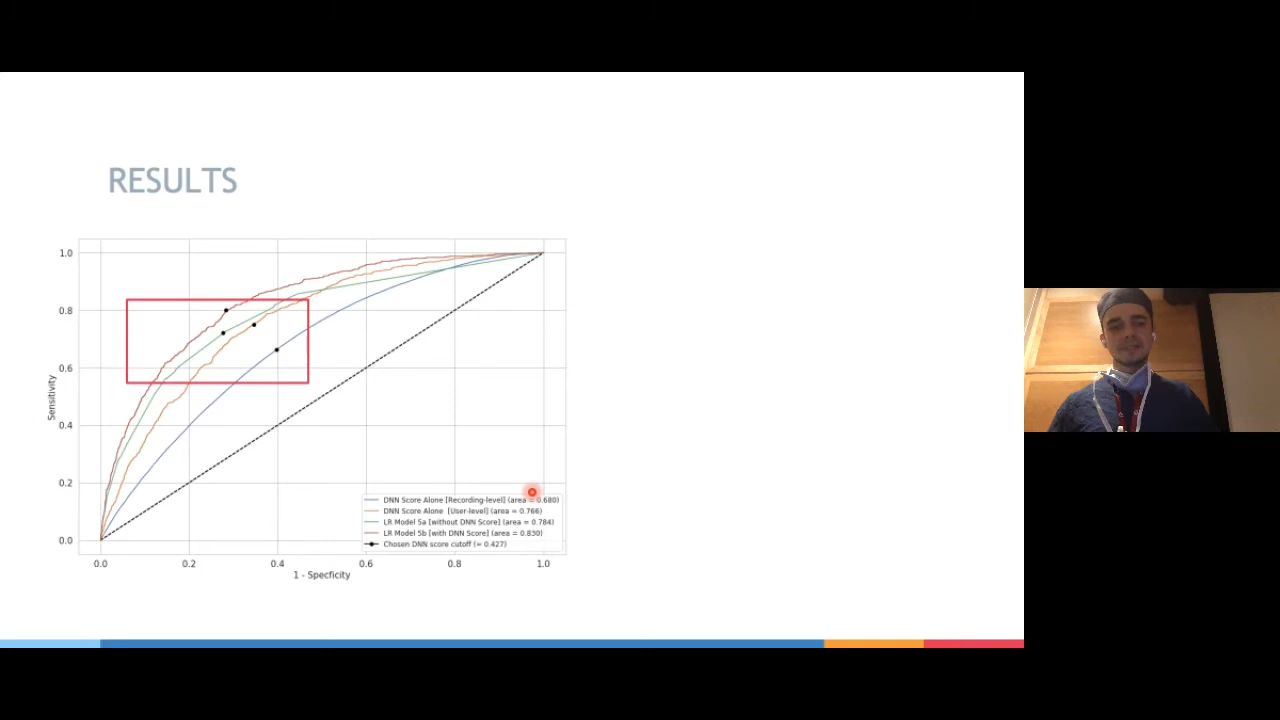 RESULTS
1.0
0.8
0.6
0.4
0.2
0.0
Sensitivity
DNN Score Alone [Recording-level] (area = 0.680)
DNN Score Alone [User-level] (area = 0.766)
LR Model 5a [without DNN Score] (area = 0.784)
LR Model 5b [with DNN Score] (area = 0.830)
Chosen DNN score cutoff (= 0.427)
0.0 0.2 0.4 0.6 0.8 1.0
1 - Specficity